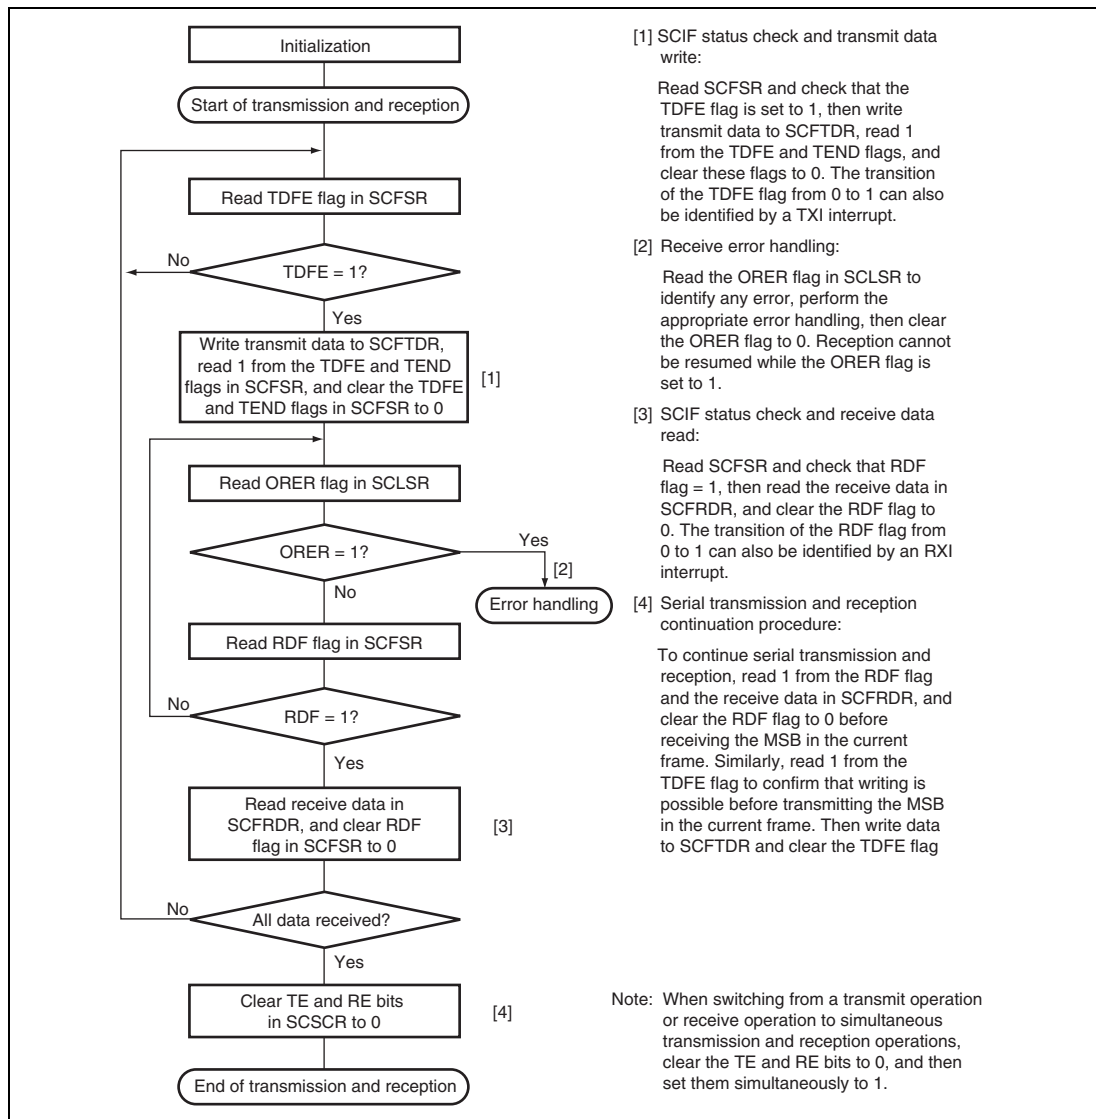 Initialization
Start of transmission and reception
Read TDFE flag in SCFSR
No
TDFE = 1?
Yes
Write transmit data to SCFTDR,
read 1 from the TDFE and TEND
flags in SCFSR, and clear the TDFE
and TEND flags in SCFSR to 0
[1]
Read ORER flag in SCLSR
ORER = 1?
Yes
[2]
Error handling
No
Read RDF flag in SCFSR
No
RDF = 1?
Yes
Read receive data in
SCFRDR, and clear RDF
flag in SCFSR to 0
[3]
No
All data received?
Yes
Clear TE and RE bits
in SCSCR to 0
[4]
End of transmission and reception
[1] SCIF status check and transmit data
write:
Read SCFSR and check that the
TDFE flag is set to 1, then write
transmit data to SCFTDR, read 1
from the TDFE and TEND flags, and
clear these flags to 0. The transition
of the TDFE flag from 0 to 1 can also
be identified by a TXI interrupt.
[2] Receive error handling:
Read the ORER flag in SCLSR to
identify any error, perform the
appropriate error handling, then clear
the ORER flag to 0. Reception cannot
be resumed while the ORER flag is
set to 1.
[3] SCIF status check and receive data
read:
Read SCFSR and check that RDF
flag = 1, then read the receive data in
SCFRDR, and clear the RDF flag to
0. The transition of the RDF flag from
0 to 1 can also be identified by an RXI
interrupt.
[4] Serial transmission and reception
continuation procedure:
To continue serial transmission and
reception, read 1 from the RDF flag
and the receive data in SCFRDR, and
clear the RDF flag to 0 before
receiving the MSB in the current
frame. Similarly, read 1 from the
TDFE flag to confirm that writing is
possible before transmitting the MSB
in the current frame. Then write data
to SCFTDR and clear the TDFE flag
Note: When switching from a transmit operation
or receive operation to simultaneous
transmission and reception operations,
clear the TE and RE bits to 0, and then
set them simultaneously to 1.